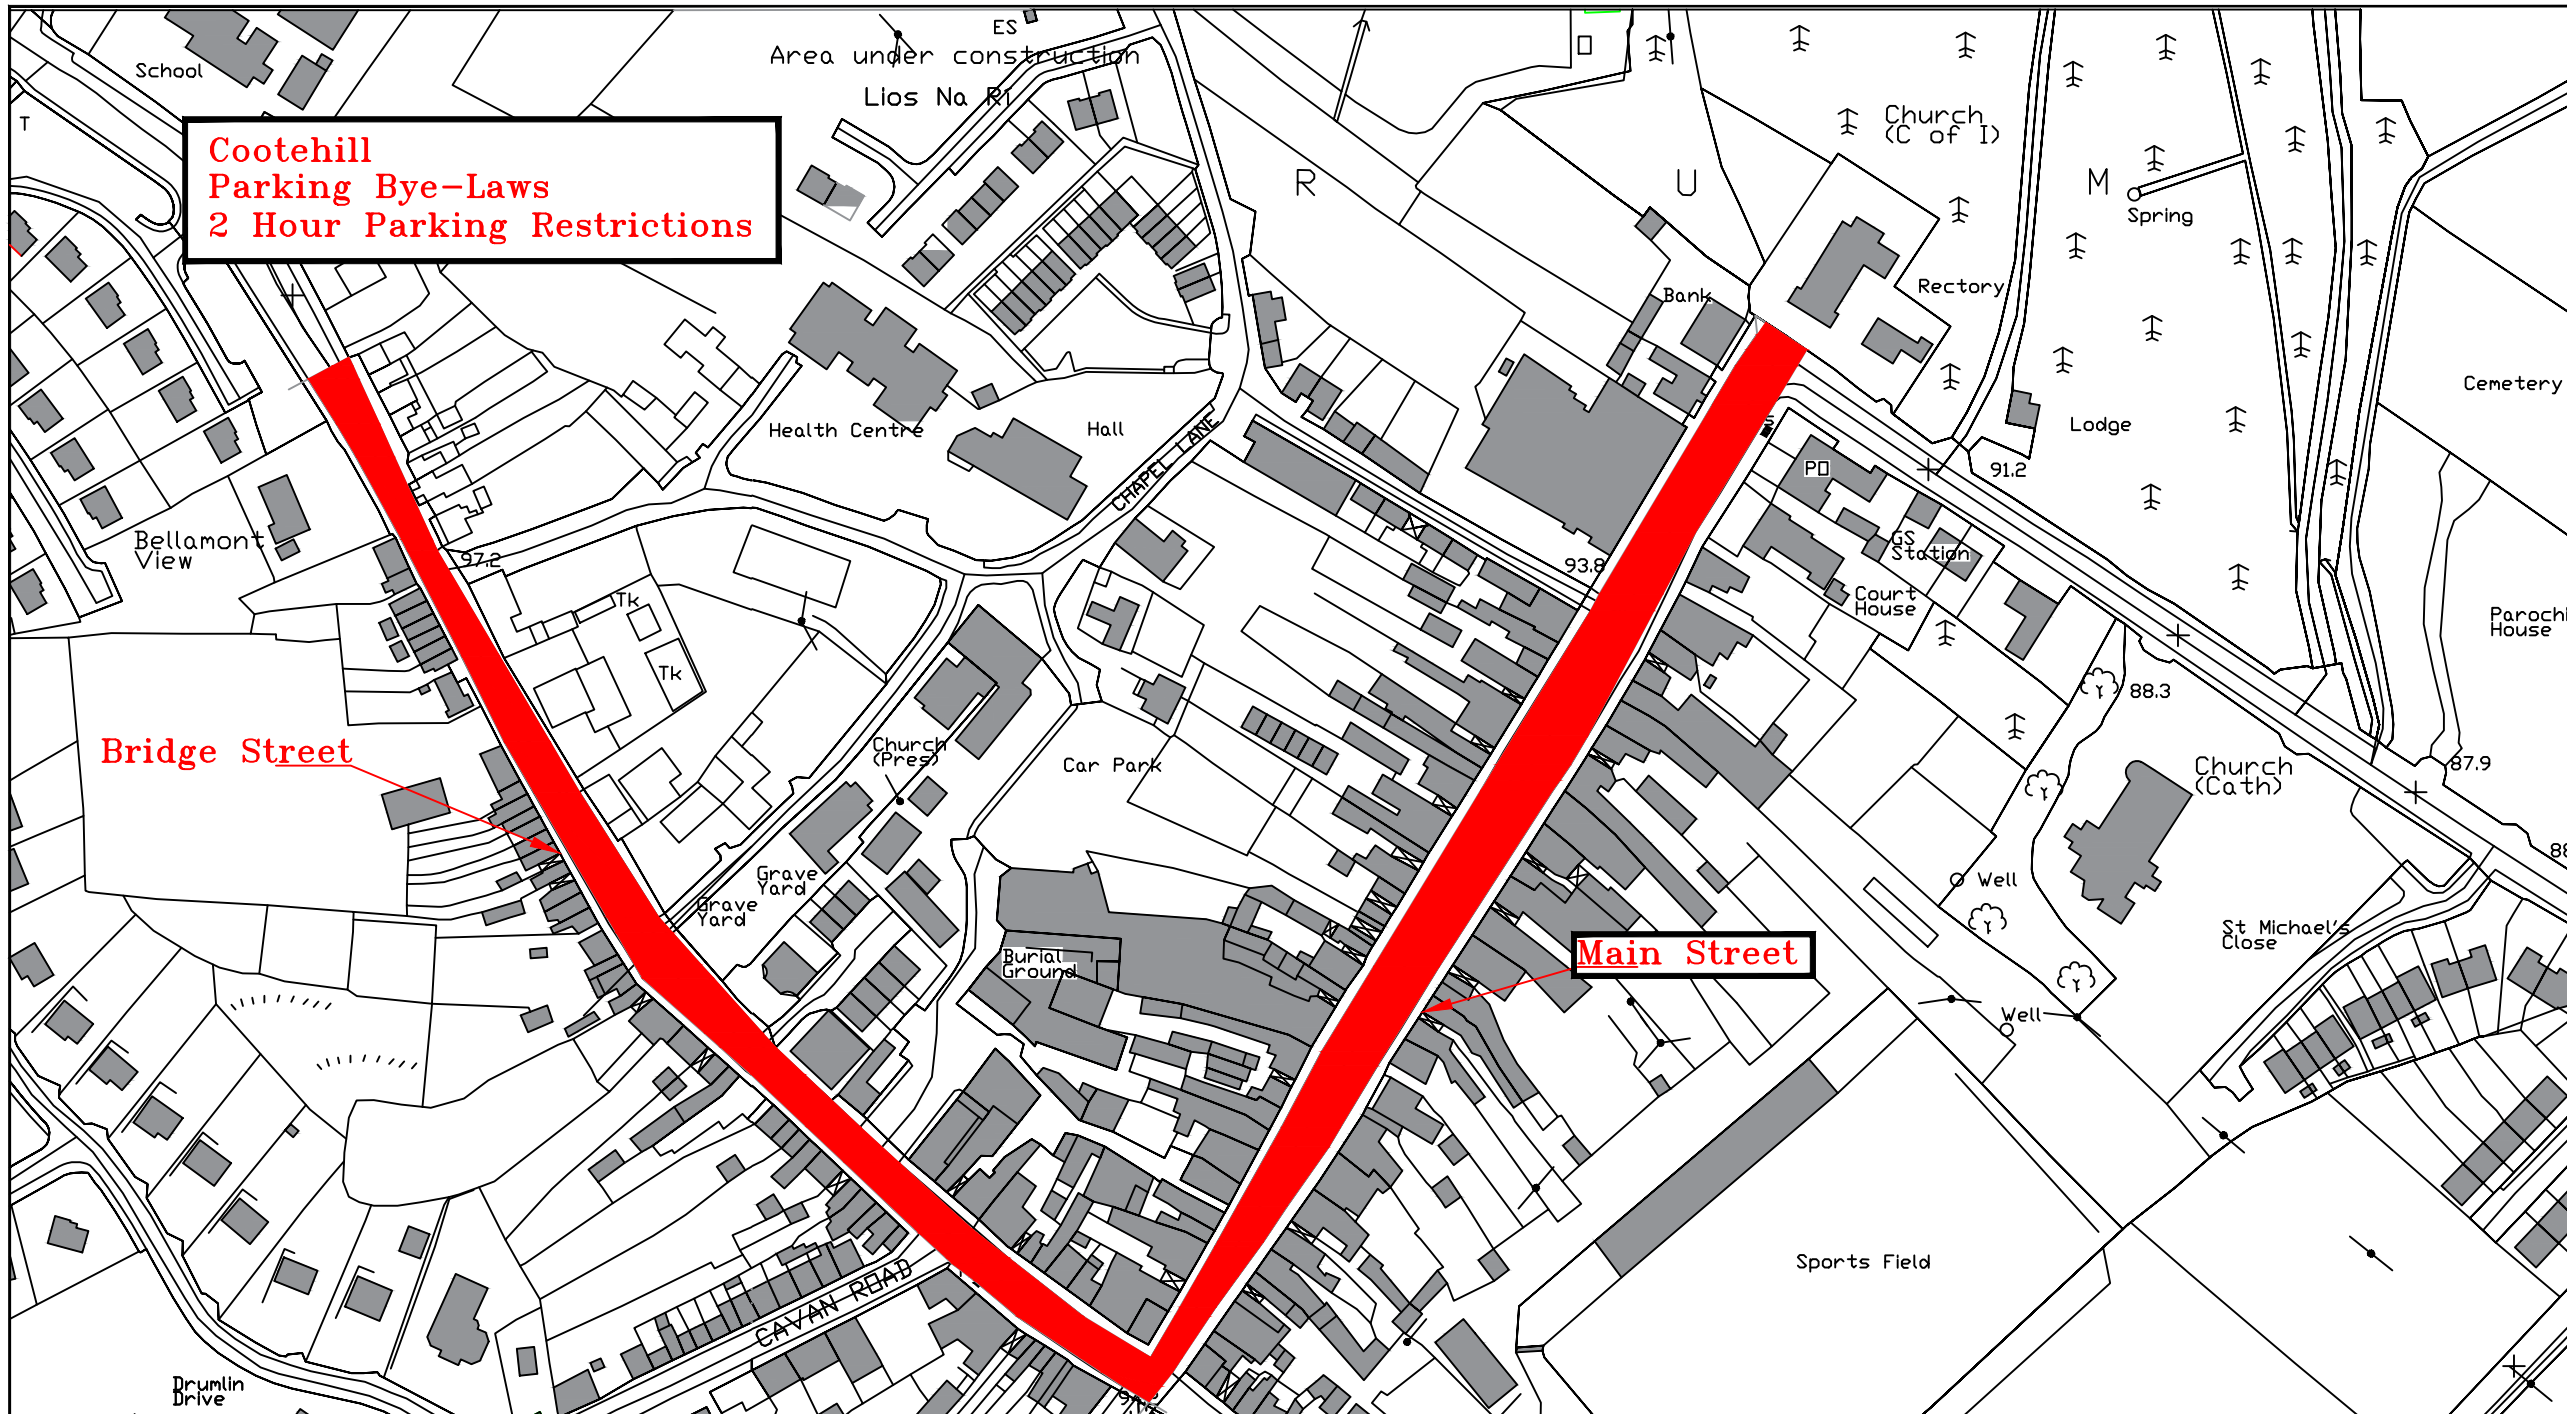 ES
Area under construction
Lios Na Ri
School
T
Cootehill
Parking Bye-Laws
2 Hour Parking Restrictions
Church
(C of I)
R
U
M
Spring
Rectory
Bank
Cemetery
Lodge
Health Centre
Hall
CHAPEL LANE
PO
91.2
Bellamont
View
97.2
93.8
GS
Station
Court
House
Tk
Tk
Parochi
House
88.3
Bridge Street
Church
(Pres)
Car Park
Church
(Cath)
87.9
88
Grave
Yard
Grave
Yard
Well
St Michael's
Close
Burial
Ground
Main Street
Well
Sports Field
CAVAN ROAD
Drumlin
Drive